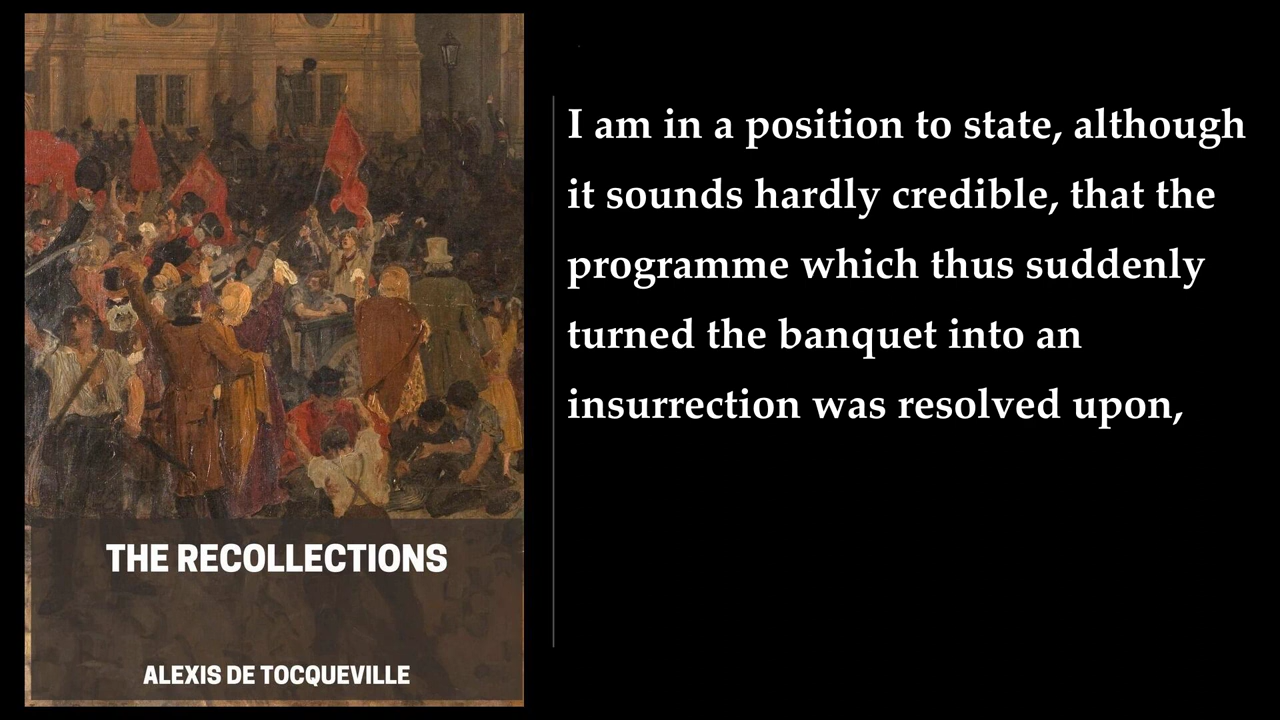 THE RECOLLECTIONS
ALEXIS DE TOCQUEVILLE
I am in a position to state, although
it sounds hardly credible, that the
programme which thus suddenly
turned the banquet into an
insurrection was resolved upon,